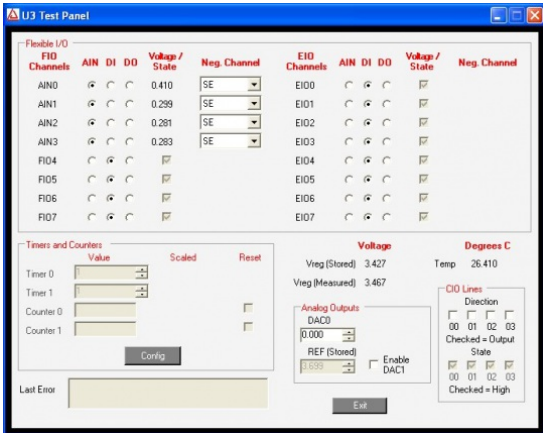 U3 Test Panel
Flexible I/O
FIO Channels AIN DI DO Voltage / State Neg. Channel EIO Channels AIN DI DO Voltage / State Neg. Channel
AIN0 0.410 SE EIO0
AIN1 0.299 SE EIO1
AIN2 0.281 SE EIO2
AIN3 0.283 SE EIO3
FIO4 EIO4
FIO5 EIO5
FIO6 EIO6
FIO7 EIO7
Timers and Counters
Value Scaled Reset
Timer 0 1
Timer 1 1
Counter 0
Counter 1
Config
Last Error
Voltage
Vreg (Stored) 3.427
Vreg (Measured) 3.467
Degrees C
Temp 26.410
Analog Outputs
DAC0
0.000
REF (Stored)
3.699
Enable DAC1
CIO Lines
Direction
00 01 02 03
Checked = Output
State
00 01 02 03
Checked = High
Exit